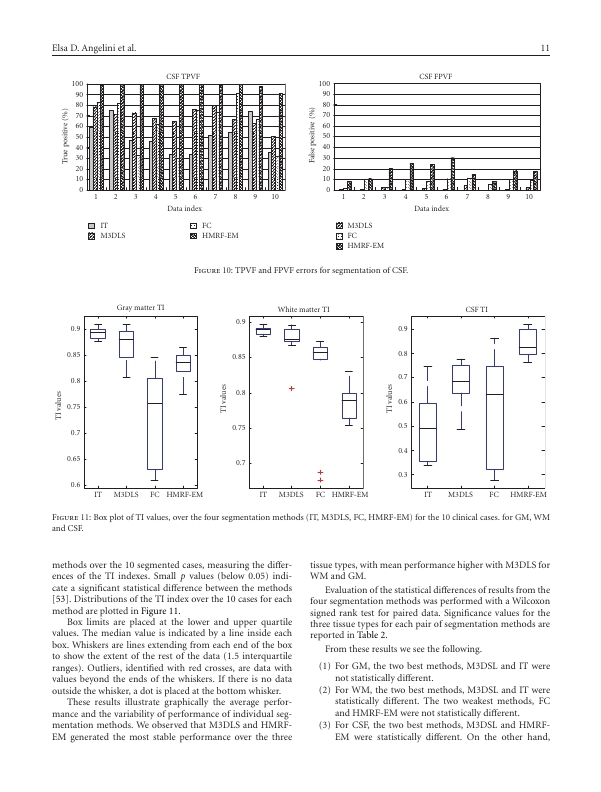 Elsa D. Angelini et al.
11
CSF TPVF
100
90
80
70
60
50
40
30
20
10
0
True positive (%)
1 2 3 4 5 6 7 8 9 10
Data index
IT
M3DLS
FC
HMRF-EM
CSF FPVF
100
90
80
70
60
50
40
30
20
10
0
False positive (%)
1 2 3 4 5 6 7 8 9 10
Data index
M3DLS
FC
HMRF-EM
Figure 10: TPVF and FPVF errors for segmentation of CSF.
Gray matter TI
0.9
0.85
0.8
0.75
0.7
0.65
0.6
TI values
IT M3DLS FC HMRF-EM
White matter TI
0.9
0.85
0.8
0.75
0.7
TI values
IT M3DLS FC HMRF-EM
CSF TI
0.9
0.8
0.7
0.6
0.5
0.4
0.3
TI values
IT M3DLS FC HMRF-EM
Figure 11: Box plot of TI values, over the four segmentation methods (IT, M3DLS, FC, HMRF-EM) for the 10 clinical cases. for GM, WM
and CSF.
methods over the 10 segmented cases, measuring the differ-
ences of the TI indexes. Small p values (below 0.05) indi-
cate a significant statistical difference between the methods
[53]. Distributions of the TI index over the 10 cases for each
method are plotted in Figure 11.
Box limits are placed at the lower and upper quartile
values. The median value is indicated by a line inside each
box. Whiskers are lines extending from each end of the box
to show the extent of the rest of the data (1.5 interquartile
ranges). Outliers, identified with red crosses, are data with
values beyond the ends of the whiskers. If there is no data
outside the whisker, a dot is placed at the bottom whisker.
These results illustrate graphically the average perfor-
mance and the variability of performance of individual seg-
mentation methods. We observed that M3DLS and HMRF-
EM generated the most stable performance over the three
tissue types, with mean performance higher with M3DLS for
WM and GM.
Evaluation of the statistical differences of results from the
four segmentation methods was performed with a Wilcoxon
signed rank test for paired data. Significance values for the
three tissue types for each pair of segmentation methods are
reported in Table 2.
From these results we see the following.
(1) For GM, the two best methods, M3DSL and IT were
not statistically different.
(2) For WM, the two best methods, M3DSL and IT were
statistically different. The two weakest methods, FC
and HMRF-EM were not statistically different.
(3) For CSF, the two best methods, M3DSL and HMRF-
EM were statistically different. On the other hand,